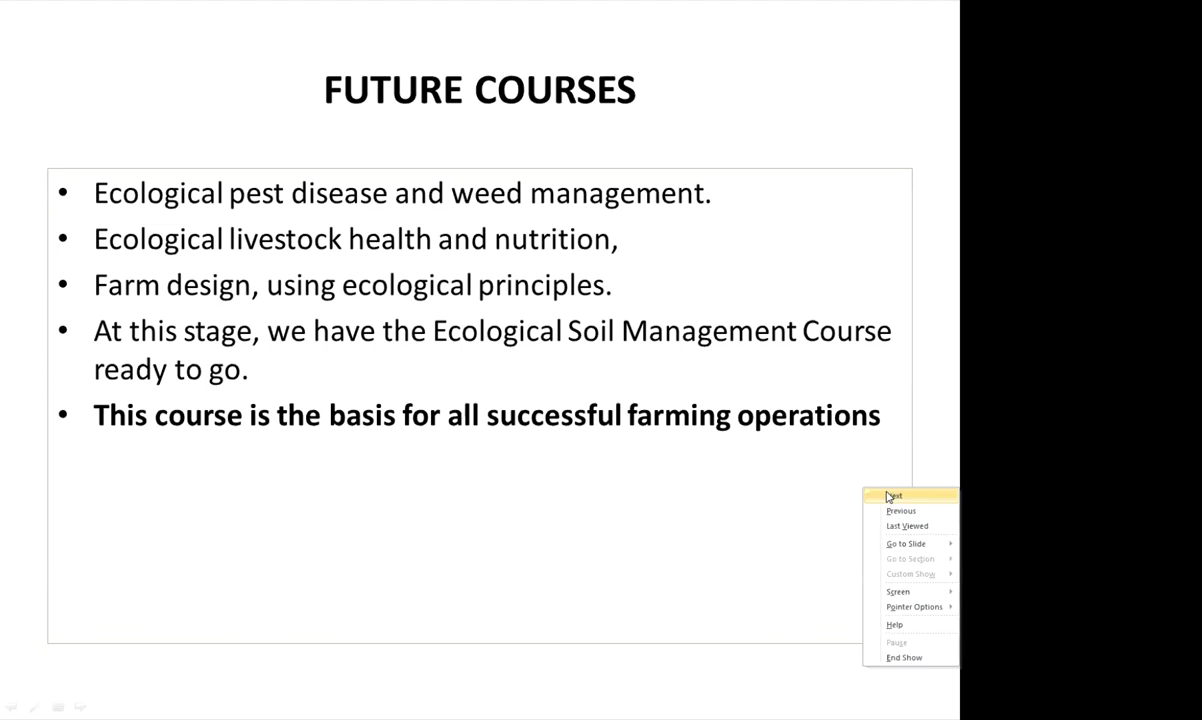 FUTURE COURSES
• Ecological pest disease and weed management.
• Ecological livestock health and nutrition,
• Farm design, using ecological principles.
• At this stage, we have the Ecological Soil Management Course
ready to go.
• This course is the basis for all successful farming operations
Previous
Last Viewed
Go to Slide
Go to Section
Custom Show
Screen
Pointer Options
Help
Pause
End Show